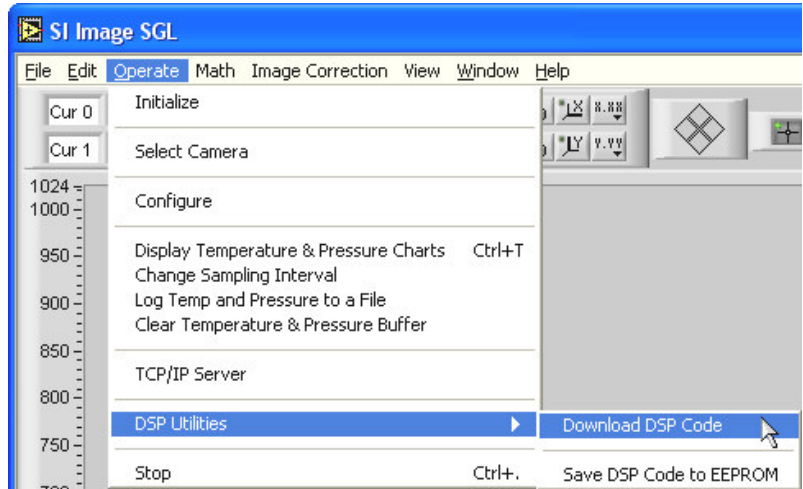 SI Image SGL
File Edit Operate Math Image Correction View Window Help
Cur 0
Cur 1
X 8.88
Y Y.YY
Initialize
Select Camera
Configure
Display Temperature & Pressure Charts Ctrl+T
Change Sampling Interval
Log Temp and Pressure to a File
Clear Temperature & Pressure Buffer
TCP/IP Server
DSP Utilities
Download DSP Code
Stop Ctrl+.
Save DSP Code to EEPROM
1024
1000
950
900
850
800
750